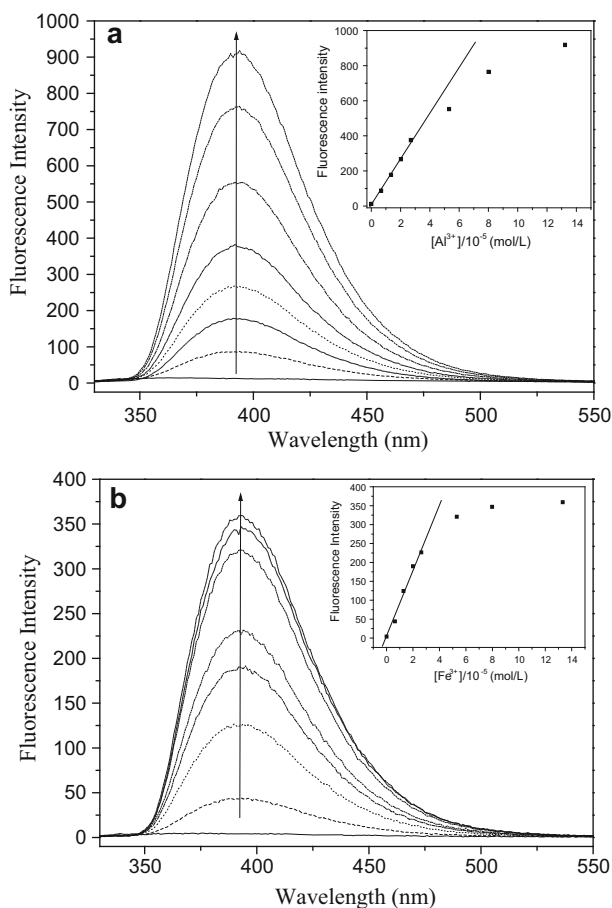 a
1000
900
800
700
600
500
400
300
200
100
0
Fluorescence Intensity
350 400 450 500 550
Wavelength (nm)
1000
800
600
400
200
0
Fluorescence intensity
0 2 4 6 8 10 12 14
[Al³⁺]/10⁻⁵ (mol/L)
b
400
350
300
250
200
150
100
50
0
Fluorescence Intensity
350 400 450 500 550
Wavelength (nm)
400
350
300
250
200
150
100
50
0
Fluorescence Intensity
0 2 4 6 8 10 12 14
[Fe³⁺]/10⁻⁵ (mol/L)